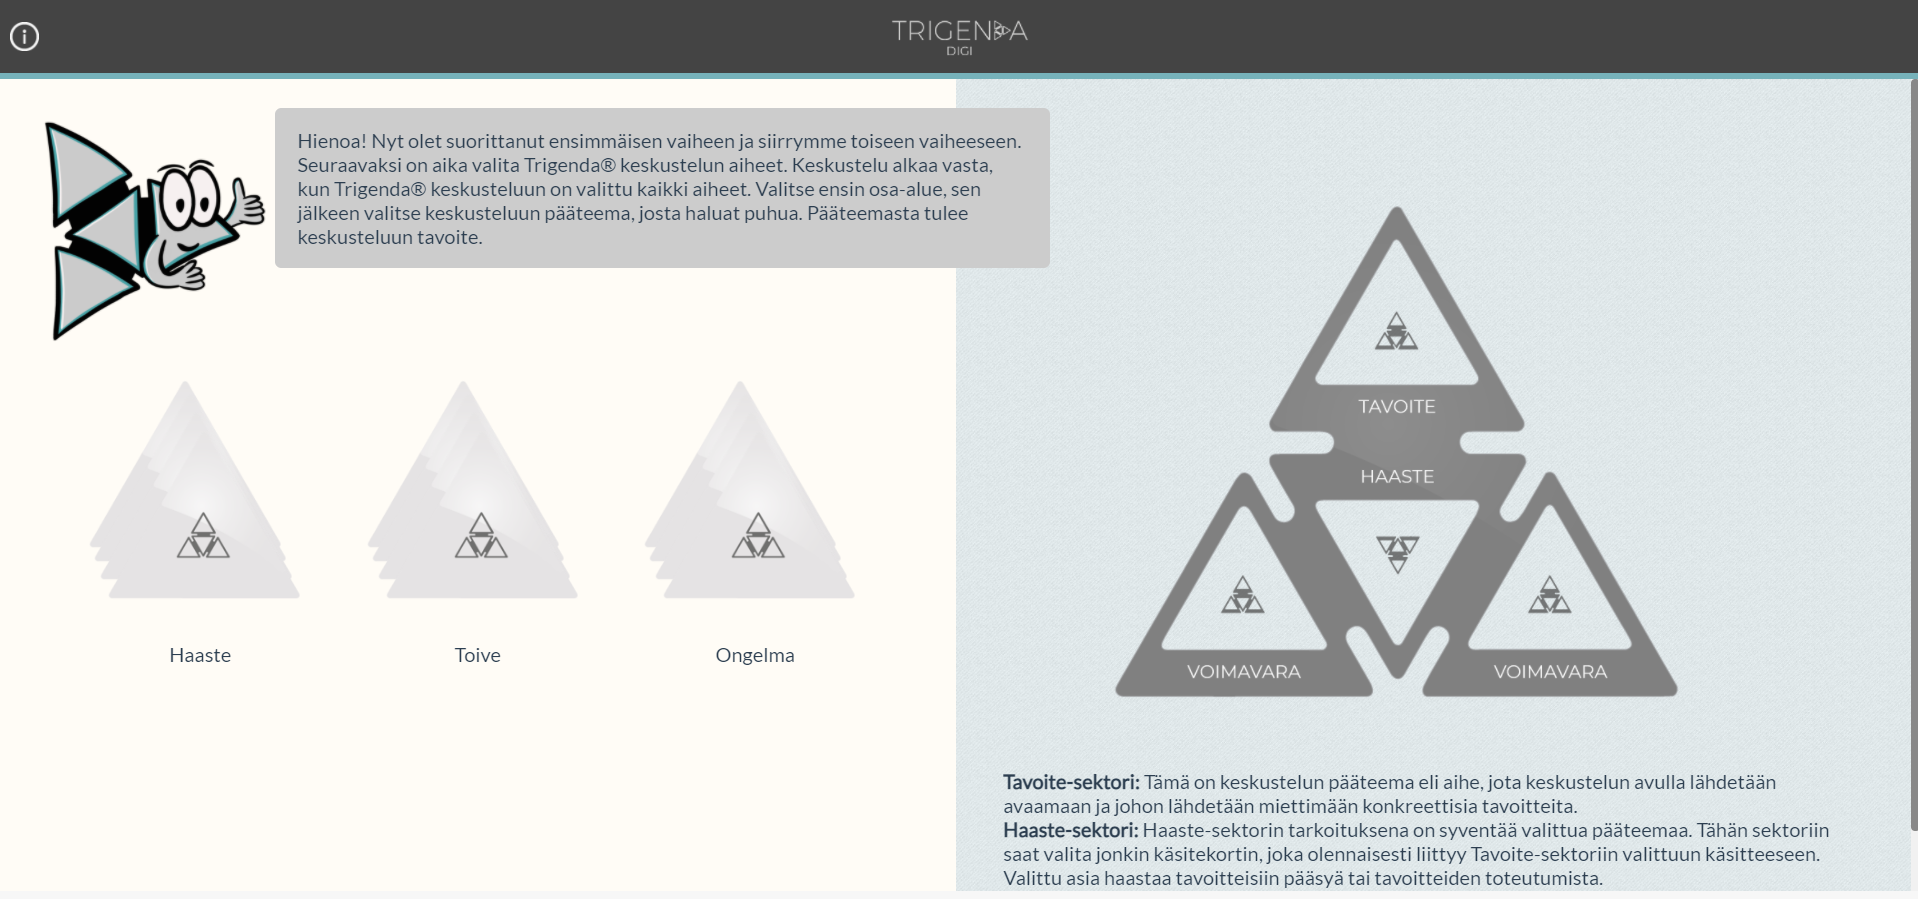 TRIGENDA
DIGI
Hienoa! Nyt olet suorittanut ensimmäisen vaiheen ja siirrymme toiseen vaiheeseen.
Seuraavaksi on aika valita Trigenda® keskustelun aiheet. Keskustelu alkaa vasta,
kun Trigenda® keskusteluun on valittu kaikki aiheet. Valitse ensin osa-alue, sen
jälkeen valitse keskusteluun pääteema, josta haluat puhua. Pääteemasta tulee
keskusteluun tavoite.
Haaste
Toive
Ongelma
TAVOITE
HAASTE
VOIMAVARA
VOIMAVARA
Tavoite-sektori: Tämä on keskustelun pääteema eli aihe, jota keskustelun avulla lähdetään
avaamaan ja johon lähdetään miettimään konkreettisia tavoitteita.
Haaste-sektori: Haaste-sektorin tarkoituksena on syventää valittua pääteemaa. Tähän sektoriin
saat valita jonkin käsitekortin, joka olennaisesti liittyy Tavoite-sektoriin valittuun käsitteeseen.
Valittu asia haastaa tavoitteisiin pääsyä tai tavoitteiden toteutumista.